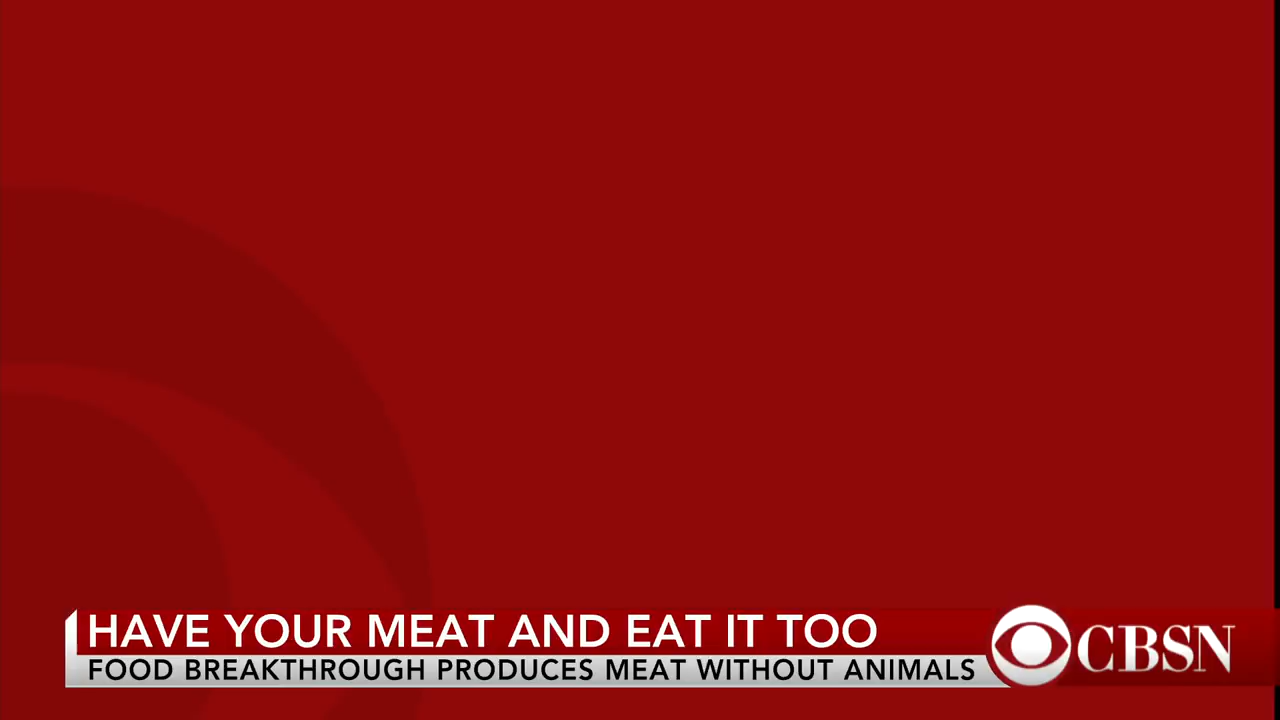 HAVE YOUR MEAT AND EAT IT TOO
FOOD BREAKTHROUGH PRODUCES MEAT WITHOUT ANIMALS
CBSN